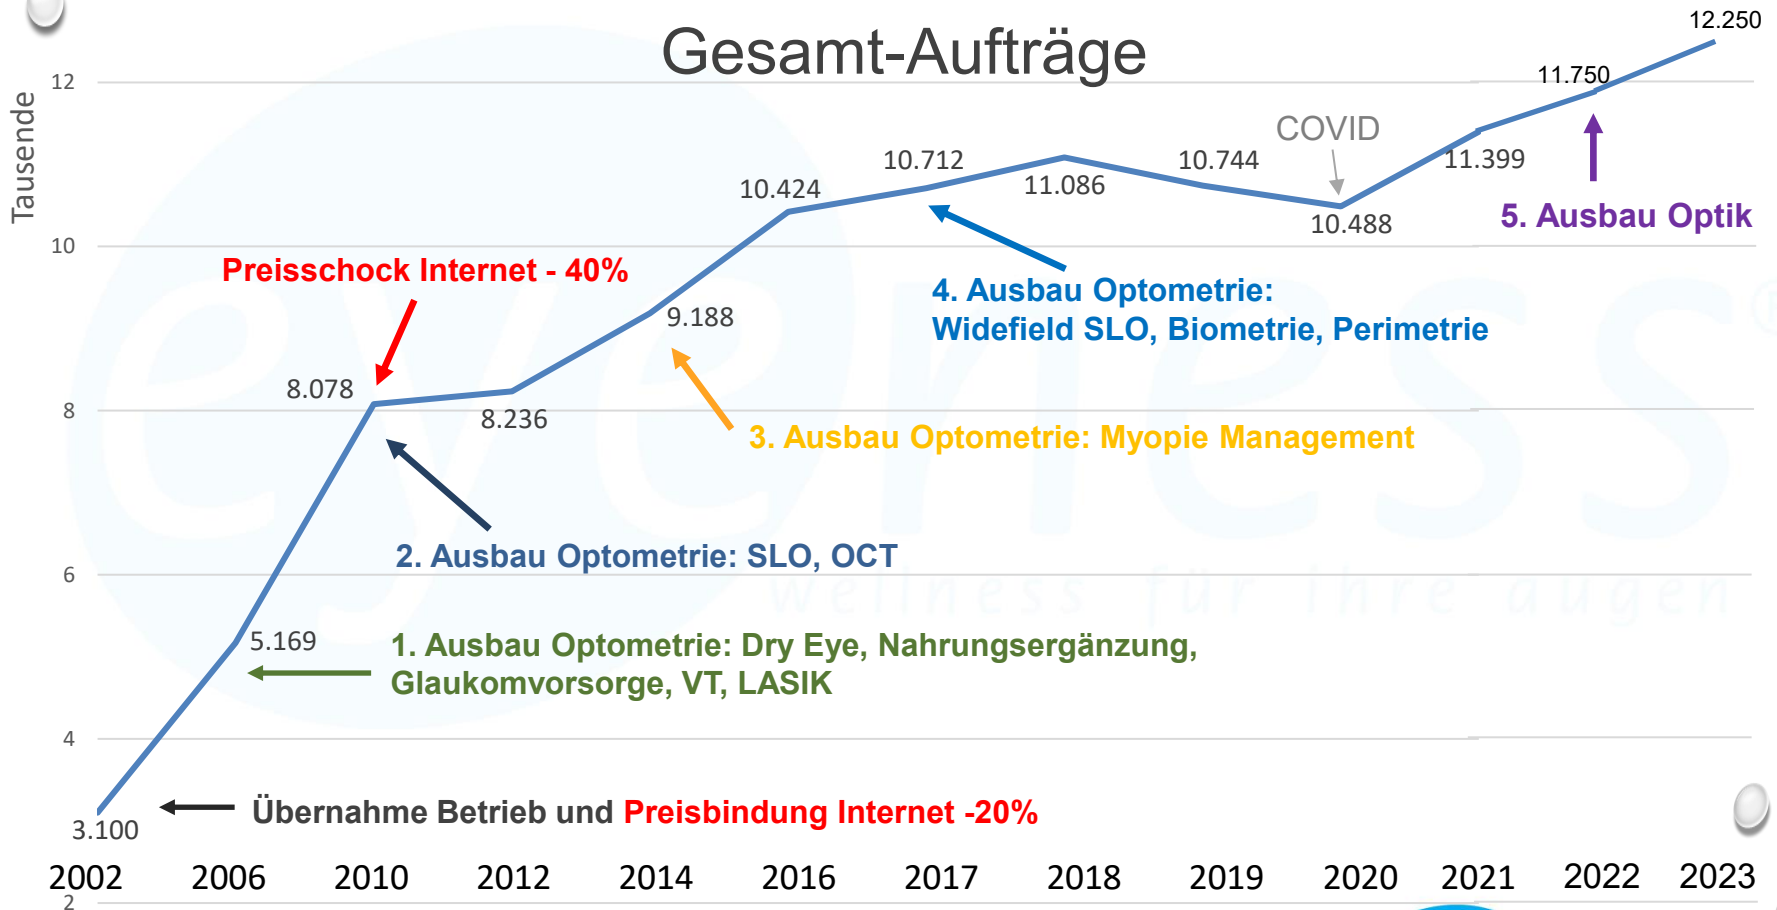 12.250
Gesamt-Aufträge
12
11.750
Tausende
COVID
10.712
10.744
11.399
10.424
11.086
10.488
5. Ausbau Optik
10
Preisschock Internet - 40%
4. Ausbau Optometrie:
Widefield SLO, Biometrie, Perimetrie
9.188
8.078
8
8.236
3. Ausbau Optometrie: Myopie Management
2. Ausbau Optometrie: SLO, OCT
6
eyeness®
wellness für ihre augen
5.169
1. Ausbau Optometrie: Dry Eye, Nahrungsergänzung,
Glaukomvorsorge, VT, LASIK
4
Übernahme Betrieb und Preisbindung Internet -20%
3.100
2002 2006 2010 2012 2014 2016 2017 2018 2019 2020 2021 2022 2023
2